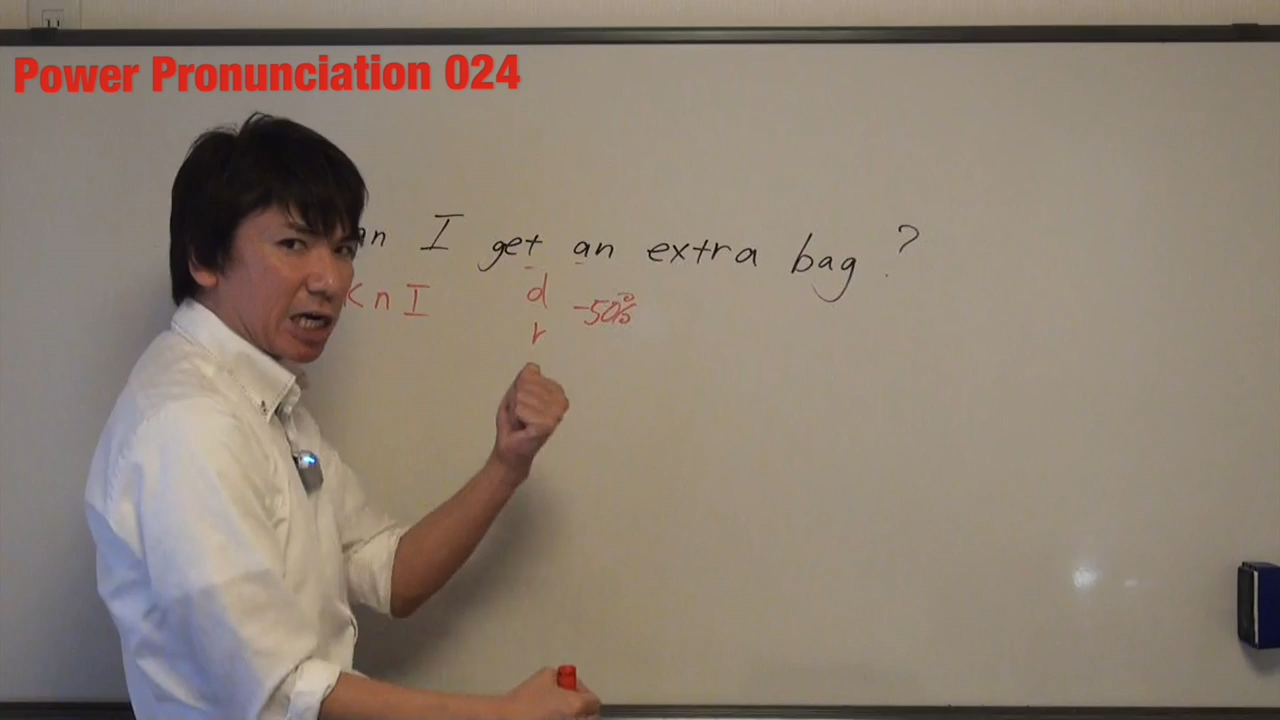 Power Pronunciation 024
an I get an extra bag ?
K n I d -50%
r